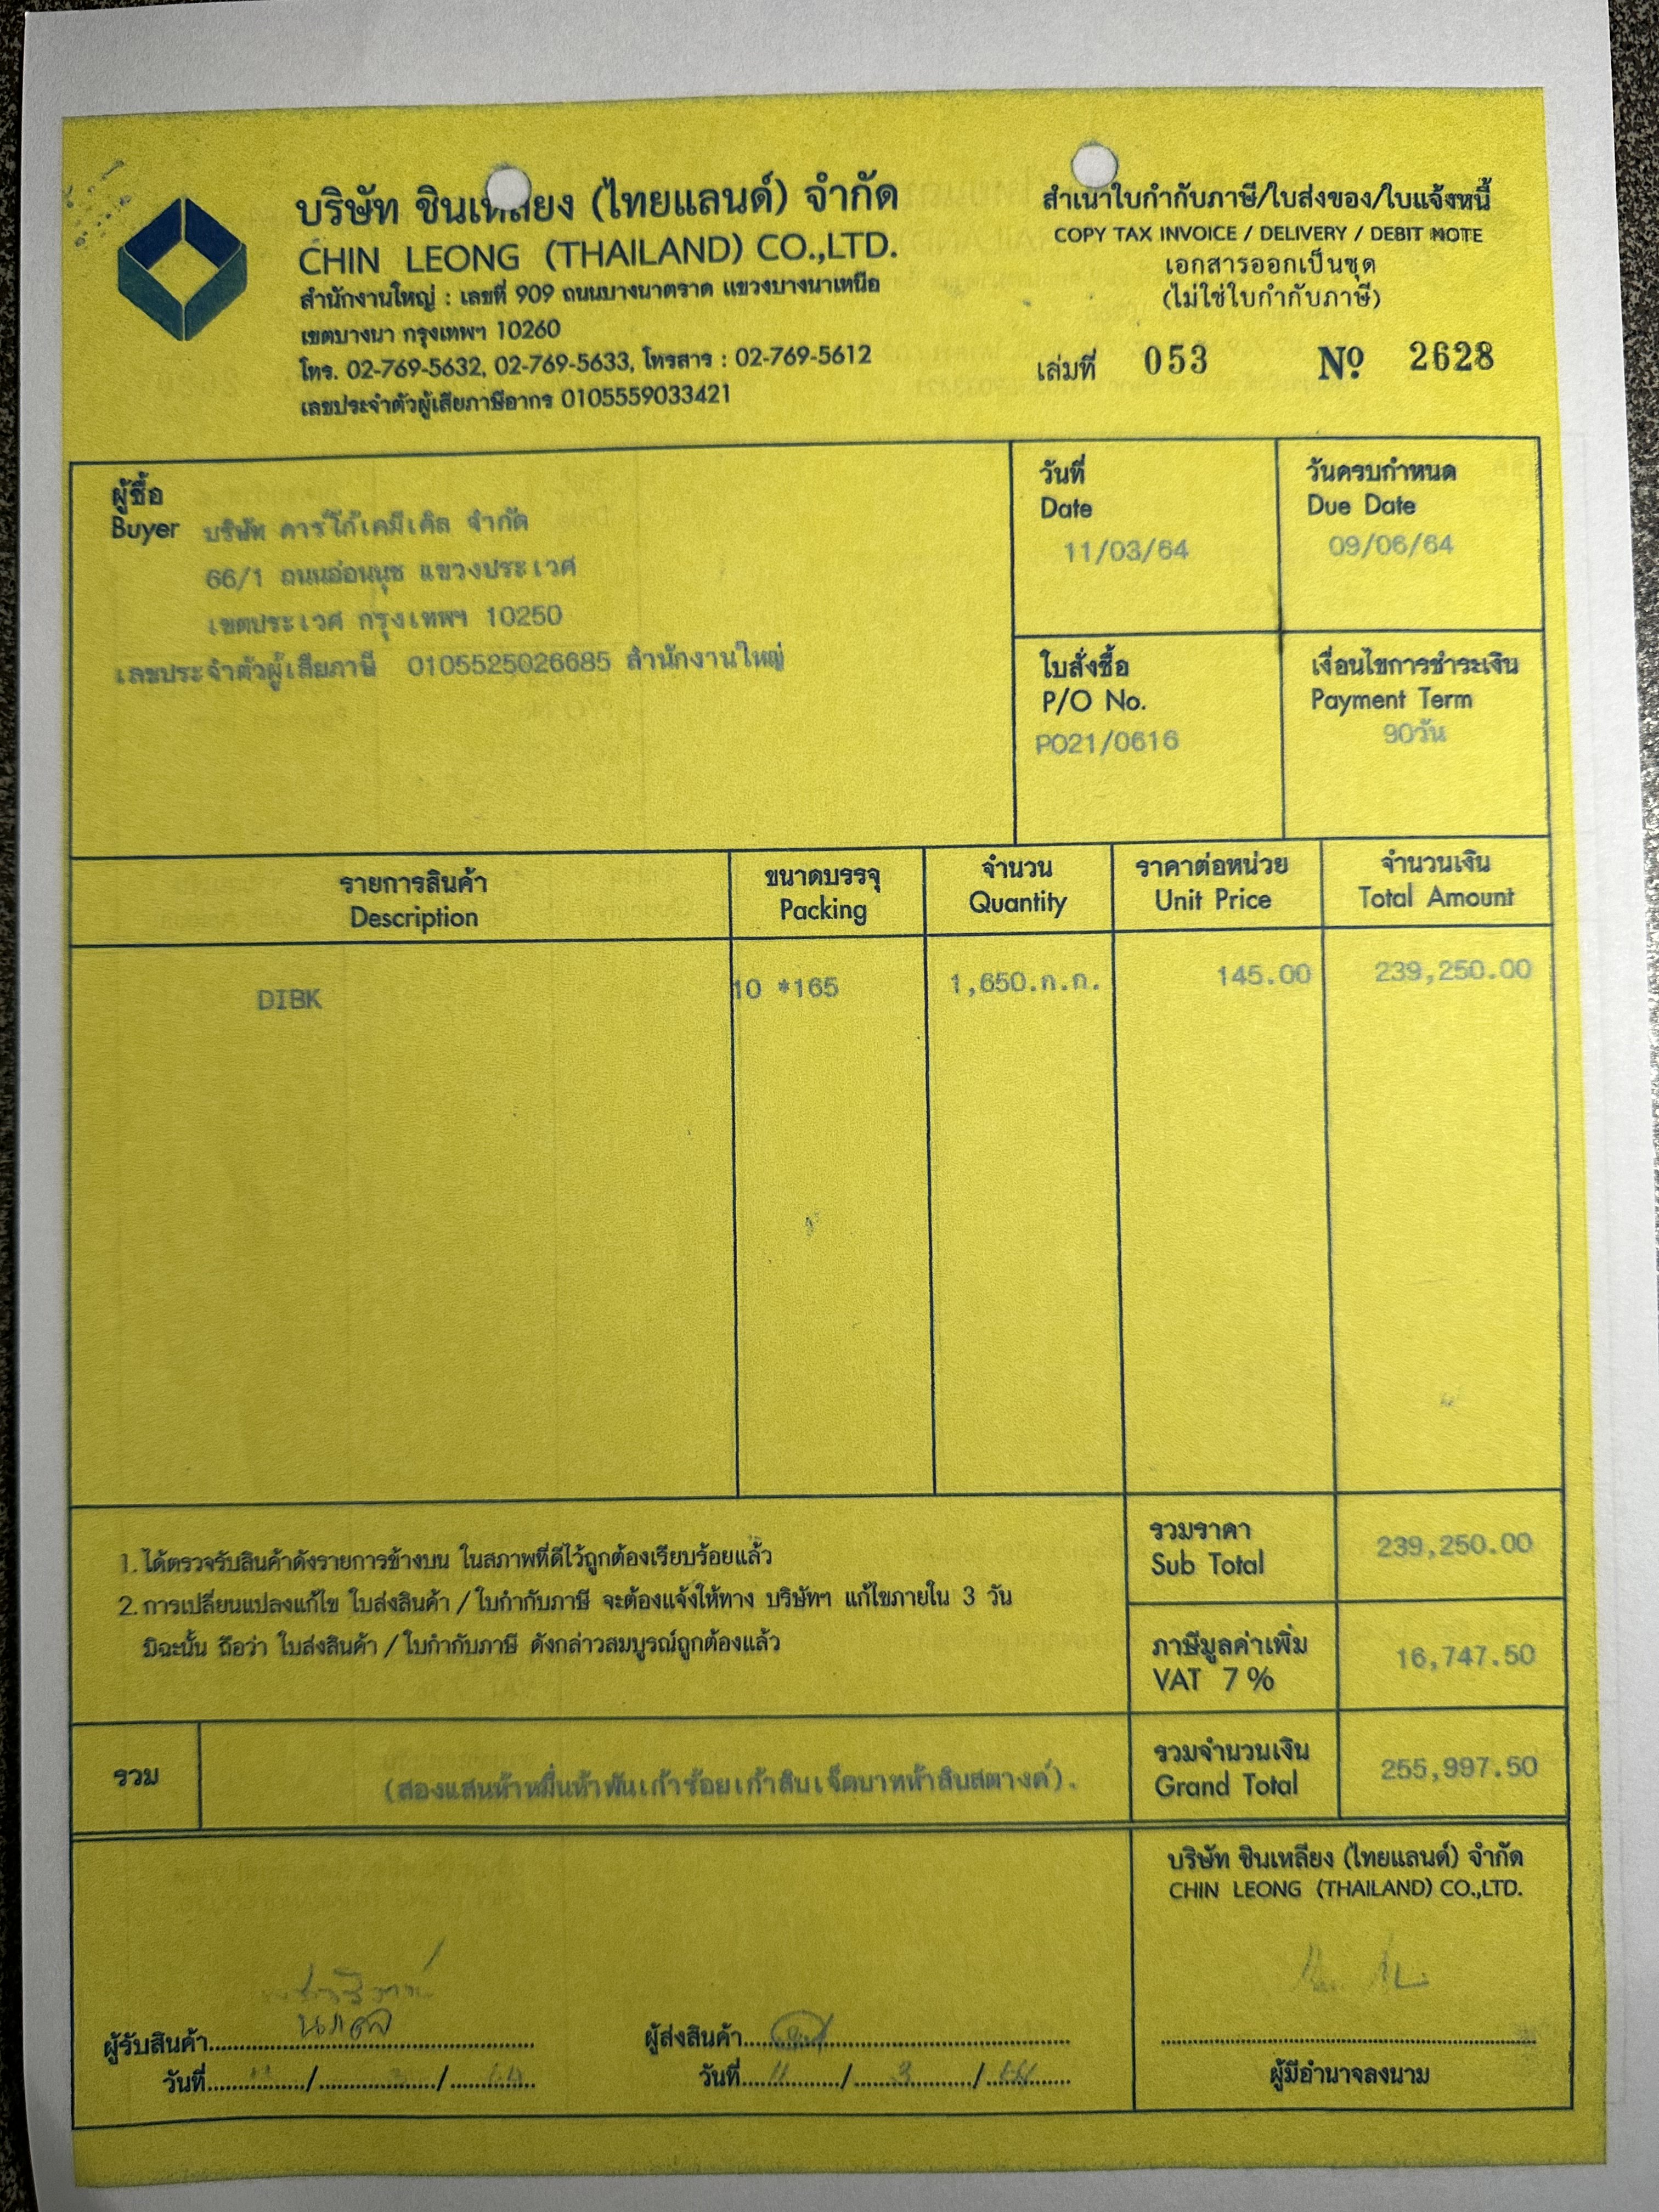 บริษัท ชินเหลียง (ไทยแลนด์) จำกัด
CHIN LEONG (THAILAND) CO.,LTD.
สำนักงานใหญ่ : เลขที่ 909 ถนนบางนาตราด แขวงบางนาเหนือ
เขตบางนา กรุงเทพฯ 10260
โทร. 02-769-5632, 02-769-5633, โทรสาร : 02-769-5612
เลขประจำตัวผู้เสียภาษีอากร 0105559033421
สำเนาใบกำกับภาษี/ใบส่งของ/ใบแจ้งหนี้
COPY TAX INVOICE / DELIVERY / DEBIT NOTE
เอกสารออกเป็นชุด
(ไม่ใช่ใบกำกับภาษี)
เล่มที่ 053 Nº 2628
ผู้ซื้อ
Buyer บริษัท คาร์โก้เคมีเคิล จำกัด
66/1 ถนนอ่อนนุช แขวงประเวศ
เขตประเวศ กรุงเทพฯ 10250
เลขประจำตัวผู้เสียภาษี 0105525026685 สำนักงานใหญ่
วันที่
Date
11/03/64
วันครบกำหนด
Due Date
09/06/64
ใบสั่งซื้อ
P/O No.
PO21/0616
เงื่อนไขการชำระเงิน
Payment Term
90วัน
รายการสินค้า ขนาดบรรจุ จำนวน ราคาต่อหน่วย จำนวนเงิน
Description Packing Quantity Unit Price Total Amount
DIBK 10 *165 1,650.ก.ก. 145.00 239,250.00
1. ได้ตรวจรับสินค้าดังรายการข้างบน ในสภาพที่ดีไว้ถูกต้องเรียบร้อยแล้ว
2. การเปลี่ยนแปลงแก้ไข ใบส่งสินค้า / ใบกำกับภาษี จะต้องแจ้งให้ทาง บริษัทฯ แก้ไขภายใน 3 วัน
มิฉะนั้น ถือว่า ใบส่งสินค้า / ใบกำกับภาษี ดังกล่าวสมบูรณ์ถูกต้องแล้ว
รวมราคา
Sub Total 239,250.00
ภาษีมูลค่าเพิ่ม
VAT 7 % 16,747.50
รวม (สองแสนห้าหมื่นห้าพันเก้าร้อยเก้าสิบเจ็ดบาทห้าสิบสตางค์).
รวมจำนวนเงิน
Grand Total 255,997.50
บริษัท ชินเหลียง (ไทยแลนด์) จำกัด
CHIN LEONG (THAILAND) CO.,LTD.
ผู้รับสินค้า
วันที่ / /
ผู้ส่งสินค้า
วันที่ 11 / 3 / 64
ผู้มีอำนาจลงนาม